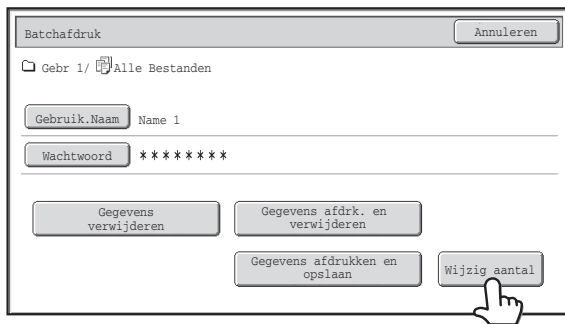 Batchafdruk
Annuleren
Gebr 1/ Alle Bestanden
Gebruik.Naam Name 1
Wachtwoord ********
Gegevens
verwijderen
Gegevens afdrk. en
verwijderen
Gegevens afdrukken en
opslaan
Wijzig aantal